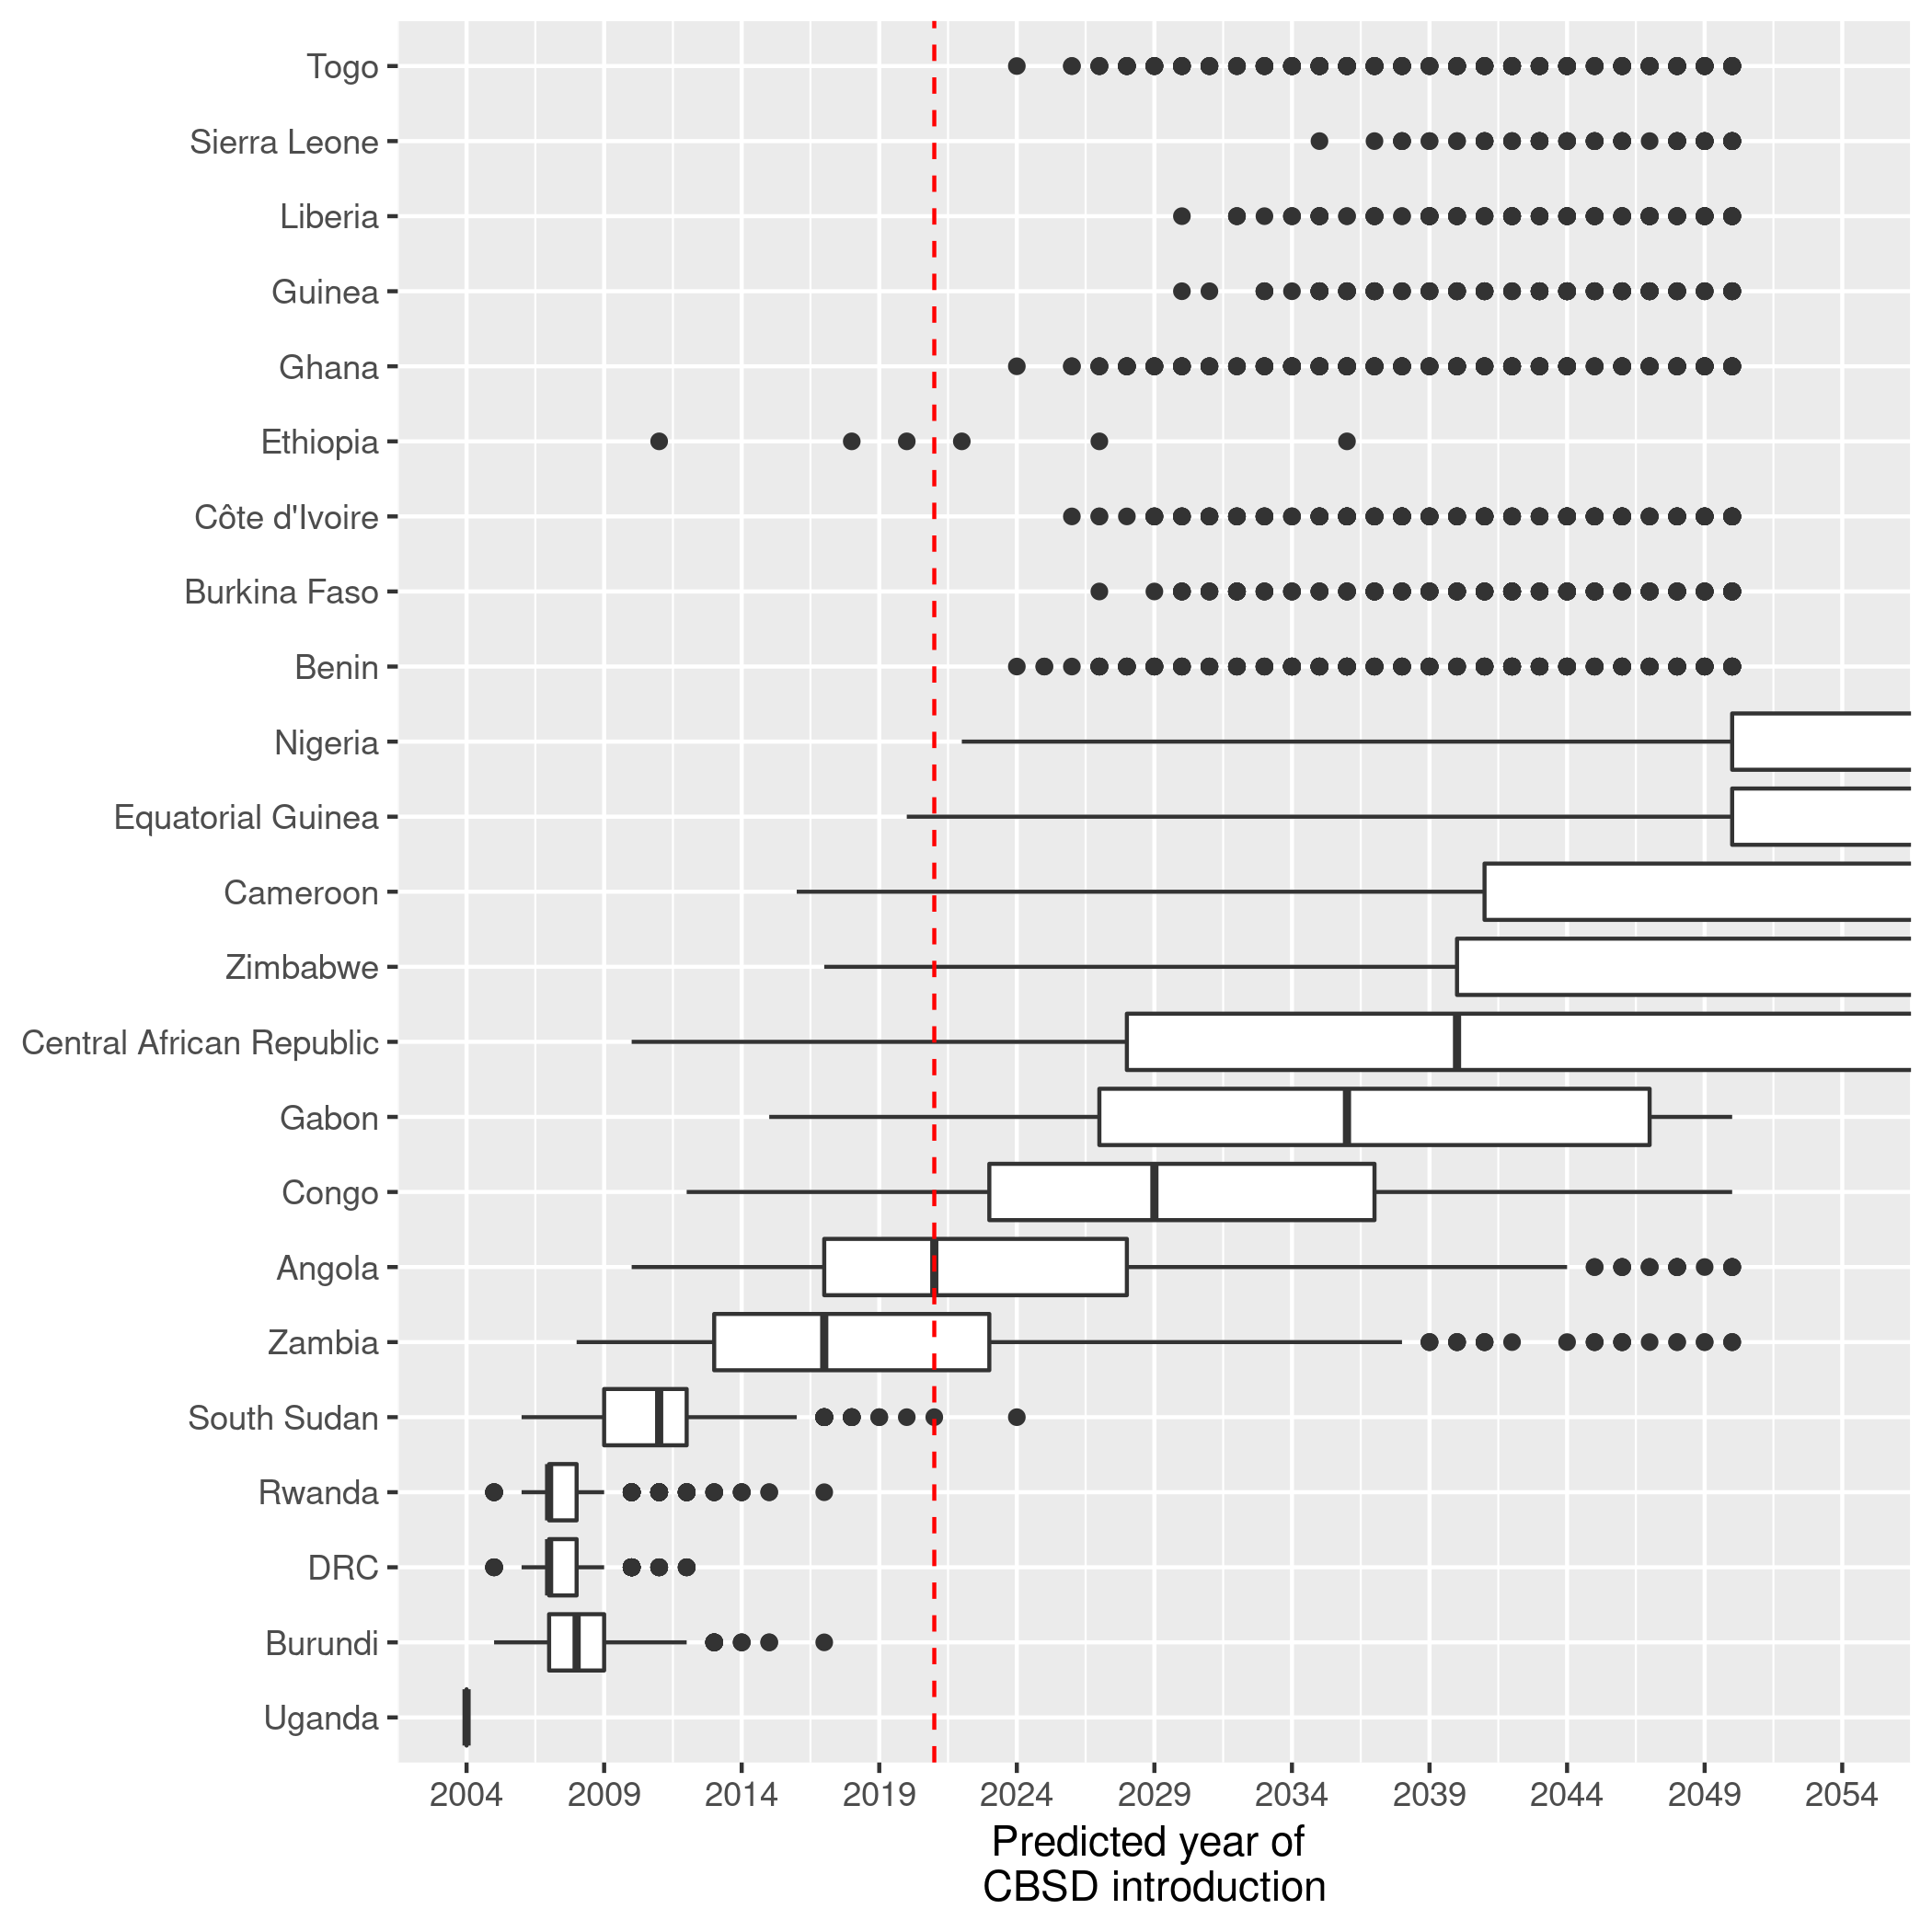 Togo
Sierra Leone
Liberia
Guinea
Ghana
Ethiopia
Côte d'Ivoire
Burkina Faso
Benin
Nigeria
Equatorial Guinea
Cameroon
Zimbabwe
Central African Republic
Gabon
Congo
Angola
Zambia
South Sudan
Rwanda
DRC
Burundi
Uganda
2004 2009 2014 2019 2024 2029 2034 2039 2044 2049 2054
Predicted year of
CBSD introduction